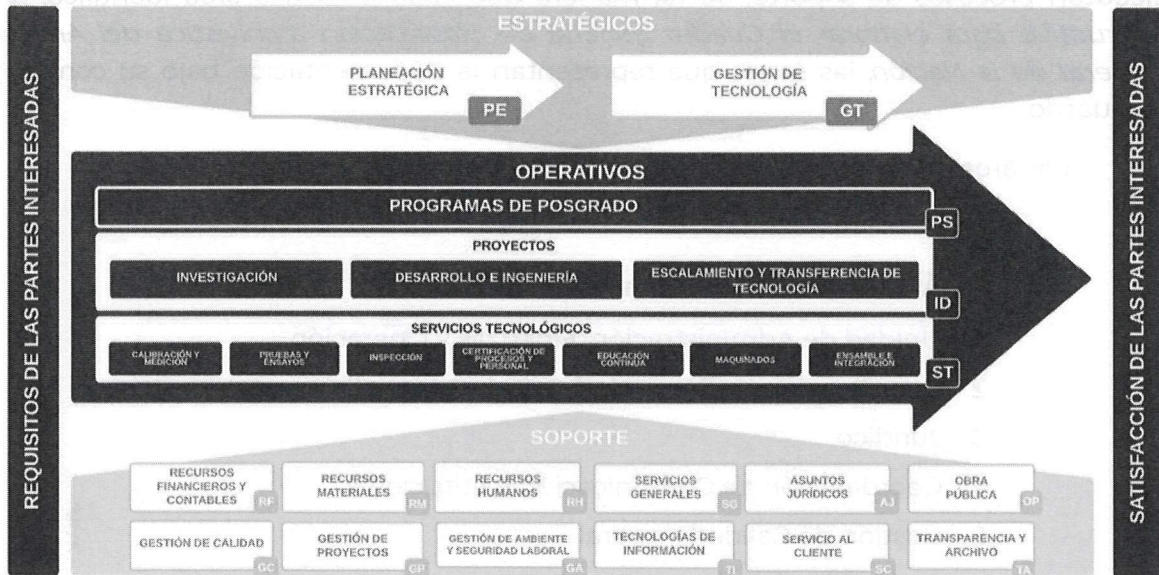 ESTRATÉGICOS
PLANEACIÓN
ESTRATÉGICA
PE
GESTIÓN DE
TECNOLOGÍA
GT
REQUISITOS DE LAS PARTES INTERESADAS
OPERATIVOS
PROGRAMAS DE POSGRADO
PS
PROYECTOS
INVESTIGACIÓN
DESARROLLO E INGENIERÍA
ESCALAMIENTO Y TRANSFERENCIA DE
TECNOLOGÍA
ID
SERVICIOS TECNOLÓGICOS
CALIBRACIÓN Y
MEDICIÓN
PRUEBAS Y
ENSAYOS
INSPECCIÓN
CERTIFICACIÓN DE
PROCESOS Y
PERSONAL
EDUCACIÓN
CONTINUA
MAQUINADOS
ENSAMBLE E
INTEGRACIÓN
ST
SATISFACCIÓN DE LAS PARTES INTERESADAS
SOPORTE
RECURSOS
FINANCIEROS Y
CONTABLES
RF
RECURSOS
MATERIALES
RM
RECURSOS
HUMANOS
RH
SERVICIOS
GENERALES
SG
ASUNTOS
JURÍDICOS
AJ
OBRA
PÚBLICA
OP
GESTIÓN DE CALIDAD
GC
GESTIÓN DE
PROYECTOS
GP
GESTIÓN DE AMBIENTE
Y SEGURIDAD LABORAL
GA
TECNOLOGÍAS DE
INFORMACIÓN
TI
SERVICIO AL
CLIENTE
SC
TRANSPARENCIA Y
ARCHIVO
TA